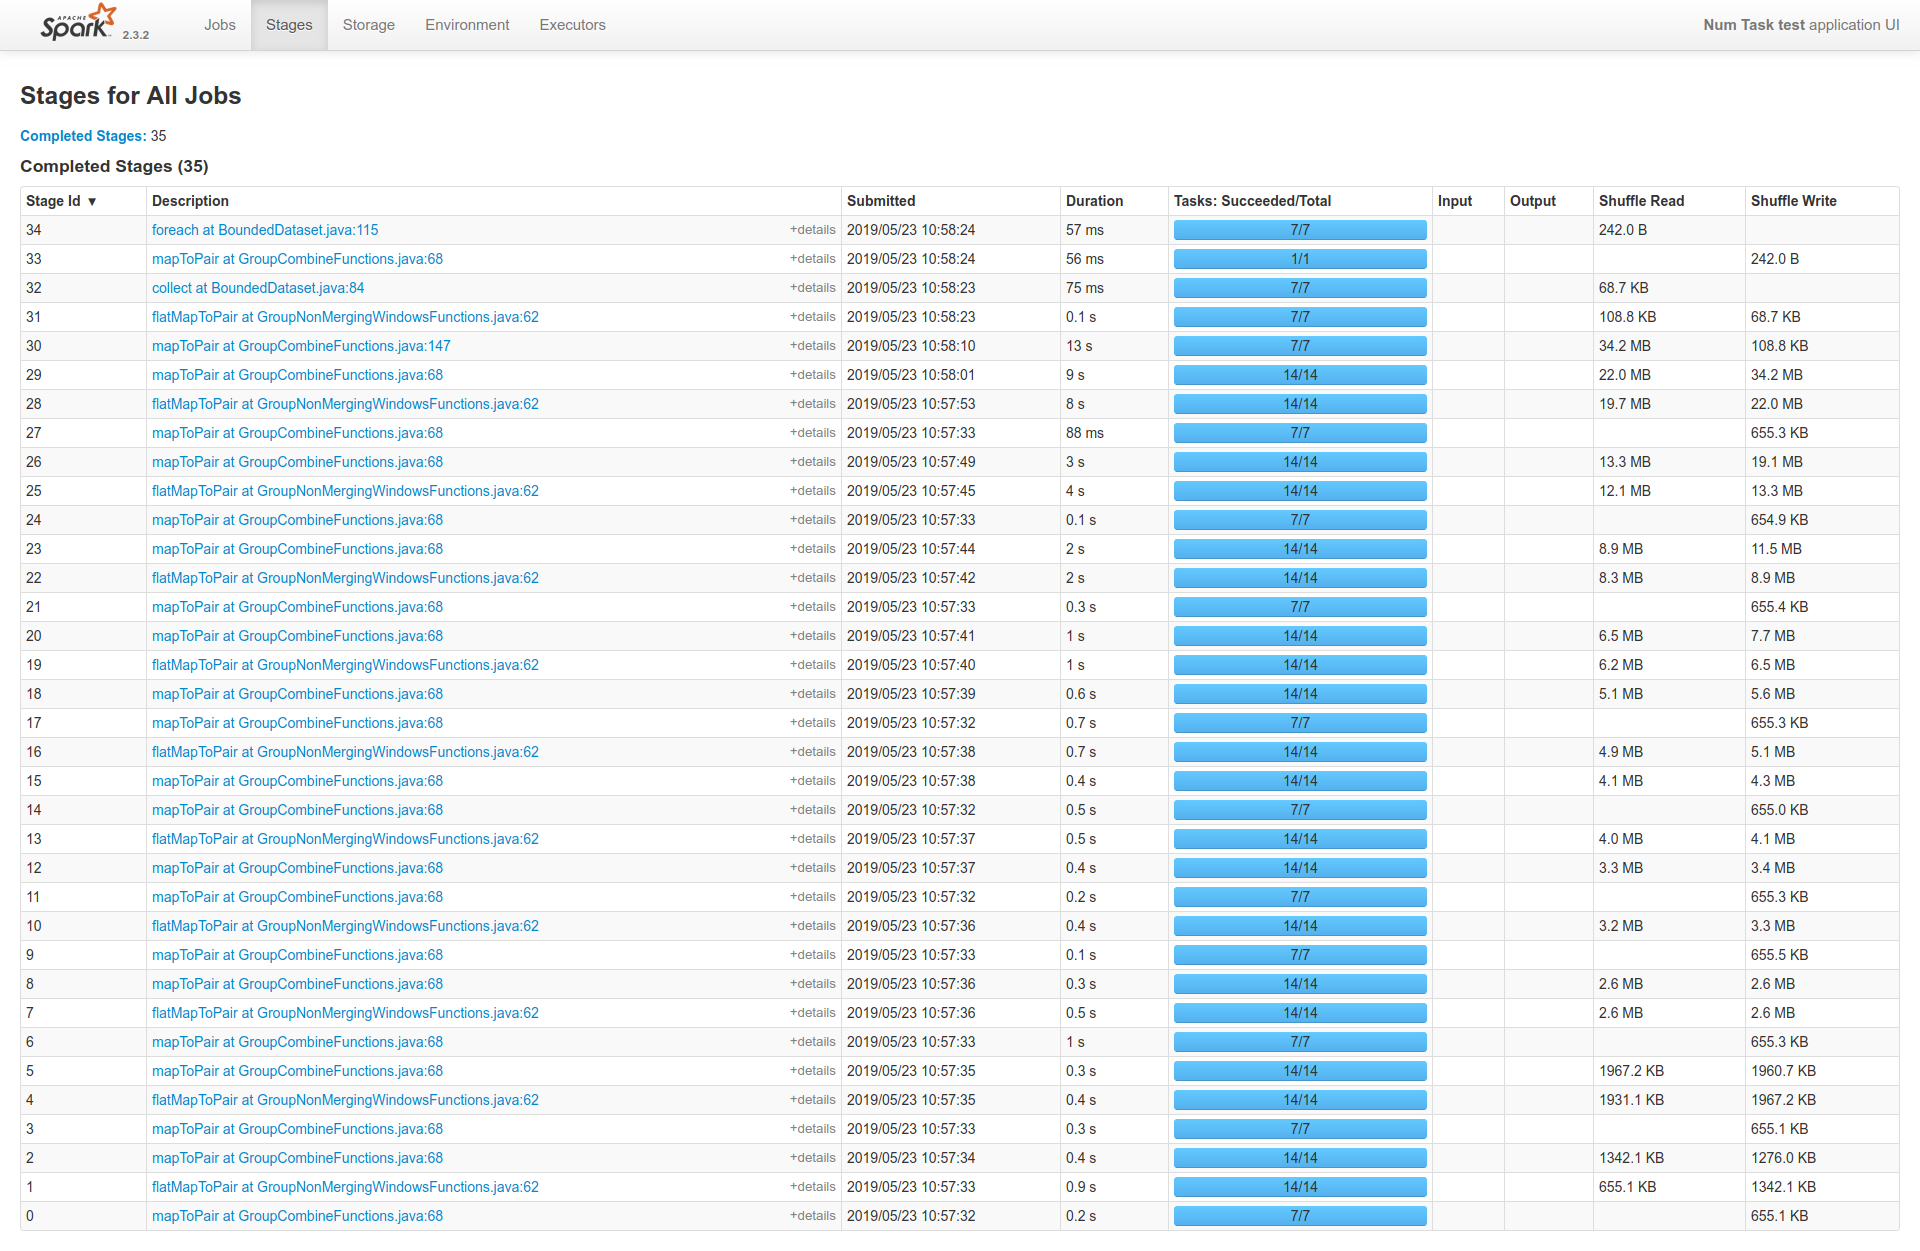 APACHE Spark 2.3.2 Jobs Stages Storage Environment Executors Num Task test application UI
Stages for All Jobs
Completed Stages: 35
Completed Stages (35)
Stage Id ▼ Description Submitted Duration Tasks: Succeeded/Total Input Output Shuffle Read Shuffle Write
34 foreach at BoundedDataset.java:115 +details 2019/05/23 10:58:24 57 ms 7/7 242.0 B
33 mapToPair at GroupCombineFunctions.java:68 +details 2019/05/23 10:58:24 56 ms 1/1 242.0 B
32 collect at BoundedDataset.java:84 +details 2019/05/23 10:58:23 75 ms 7/7 68.7 KB
31 flatMapToPair at GroupNonMergingWindowsFunctions.java:62 +details 2019/05/23 10:58:23 0.1 s 7/7 108.8 KB 68.7 KB
30 mapToPair at GroupCombineFunctions.java:147 +details 2019/05/23 10:58:10 13 s 7/7 34.2 MB 108.8 KB
29 mapToPair at GroupCombineFunctions.java:68 +details 2019/05/23 10:58:01 9 s 14/14 22.0 MB 34.2 MB
28 flatMapToPair at GroupNonMergingWindowsFunctions.java:62 +details 2019/05/23 10:57:53 8 s 14/14 19.7 MB 22.0 MB
27 mapToPair at GroupCombineFunctions.java:68 +details 2019/05/23 10:57:33 88 ms 7/7 655.3 KB
26 mapToPair at GroupCombineFunctions.java:68 +details 2019/05/23 10:57:49 3 s 14/14 13.3 MB 19.1 MB
25 flatMapToPair at GroupNonMergingWindowsFunctions.java:62 +details 2019/05/23 10:57:45 4 s 14/14 12.1 MB 13.3 MB
24 mapToPair at GroupCombineFunctions.java:68 +details 2019/05/23 10:57:33 0.1 s 7/7 654.9 KB
23 mapToPair at GroupCombineFunctions.java:68 +details 2019/05/23 10:57:44 2 s 14/14 8.9 MB 11.5 MB
22 flatMapToPair at GroupNonMergingWindowsFunctions.java:62 +details 2019/05/23 10:57:42 2 s 14/14 8.3 MB 8.9 MB
21 mapToPair at GroupCombineFunctions.java:68 +details 2019/05/23 10:57:33 0.3 s 7/7 655.4 KB
20 mapToPair at GroupCombineFunctions.java:68 +details 2019/05/23 10:57:41 1 s 14/14 6.5 MB 7.7 MB
19 flatMapToPair at GroupNonMergingWindowsFunctions.java:62 +details 2019/05/23 10:57:40 1 s 14/14 6.2 MB 6.5 MB
18 mapToPair at GroupCombineFunctions.java:68 +details 2019/05/23 10:57:39 0.6 s 14/14 5.1 MB 5.6 MB
17 mapToPair at GroupCombineFunctions.java:68 +details 2019/05/23 10:57:32 0.7 s 7/7 655.3 KB
16 flatMapToPair at GroupNonMergingWindowsFunctions.java:62 +details 2019/05/23 10:57:38 0.7 s 14/14 4.9 MB 5.1 MB
15 mapToPair at GroupCombineFunctions.java:68 +details 2019/05/23 10:57:38 0.4 s 14/14 4.1 MB 4.3 MB
14 mapToPair at GroupCombineFunctions.java:68 +details 2019/05/23 10:57:32 0.5 s 7/7 655.0 KB
13 flatMapToPair at GroupNonMergingWindowsFunctions.java:62 +details 2019/05/23 10:57:37 0.5 s 14/14 4.0 MB 4.1 MB
12 mapToPair at GroupCombineFunctions.java:68 +details 2019/05/23 10:57:37 0.4 s 14/14 3.3 MB 3.4 MB
11 mapToPair at GroupCombineFunctions.java:68 +details 2019/05/23 10:57:32 0.2 s 7/7 655.3 KB
10 flatMapToPair at GroupNonMergingWindowsFunctions.java:62 +details 2019/05/23 10:57:36 0.4 s 14/14 3.2 MB 3.3 MB
9 mapToPair at GroupCombineFunctions.java:68 +details 2019/05/23 10:57:33 0.1 s 7/7 655.5 KB
8 mapToPair at GroupCombineFunctions.java:68 +details 2019/05/23 10:57:36 0.3 s 14/14 2.6 MB 2.6 MB
7 flatMapToPair at GroupNonMergingWindowsFunctions.java:62 +details 2019/05/23 10:57:36 0.5 s 14/14 2.6 MB 2.6 MB
6 mapToPair at GroupCombineFunctions.java:68 +details 2019/05/23 10:57:33 1 s 7/7 655.3 KB
5 mapToPair at GroupCombineFunctions.java:68 +details 2019/05/23 10:57:35 0.3 s 14/14 1967.2 KB 1960.7 KB
4 flatMapToPair at GroupNonMergingWindowsFunctions.java:62 +details 2019/05/23 10:57:35 0.4 s 14/14 1931.1 KB 1967.2 KB
3 mapToPair at GroupCombineFunctions.java:68 +details 2019/05/23 10:57:33 0.3 s 7/7 655.1 KB
2 mapToPair at GroupCombineFunctions.java:68 +details 2019/05/23 10:57:34 0.4 s 14/14 1342.1 KB 1276.0 KB
1 flatMapToPair at GroupNonMergingWindowsFunctions.java:62 +details 2019/05/23 10:57:33 0.9 s 14/14 655.1 KB 1342.1 KB
0 mapToPair at GroupCombineFunctions.java:68 +details 2019/05/23 10:57:32 0.2 s 7/7 655.1 KB